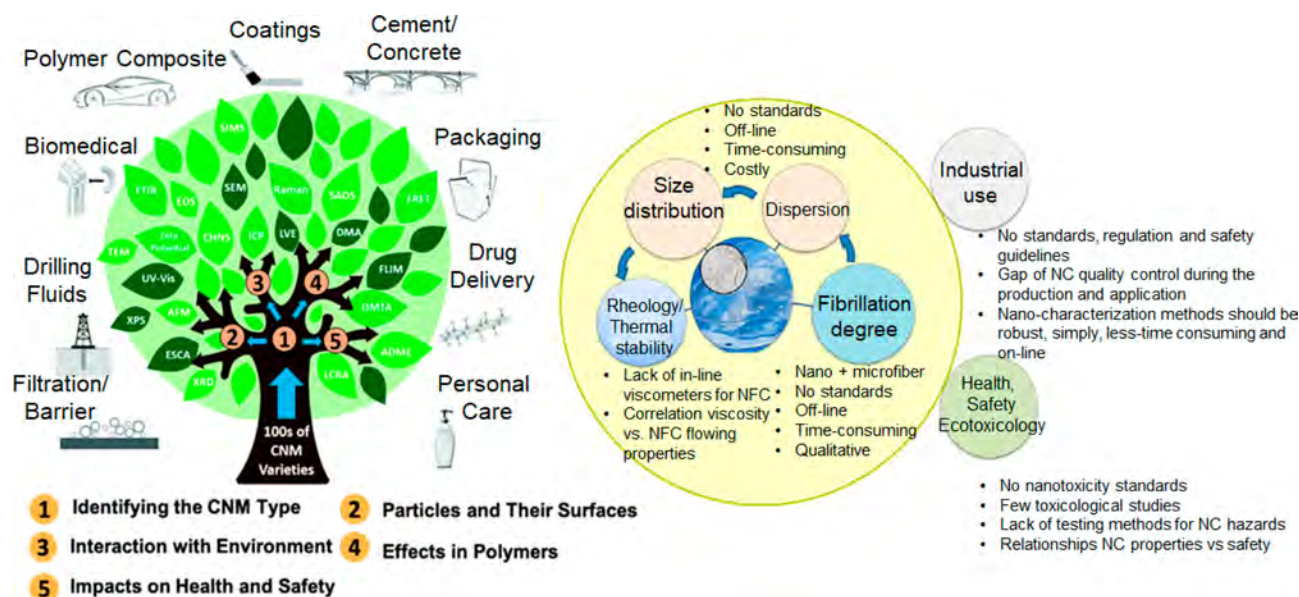 Coatings
Cement/
Concrete
Polymer Composite
Biomedical
Packaging
Drilling
Fluids
Drug
Delivery
Filtration/
Barrier
Personal
Care
SIMS
FTIR
EDS
SEM
Raman
SAOS
FRET
TEM
Zeta
Potential
CHNS
ICP
LVE
DMA
UV-Vis
FLIM
XPS
AFM
DMTA
ESCA
ADME
XRD
LCRA
3
4
2
1
5
100s of
CNM
Varieties
1 Identifying the CNM Type
2 Particles and Their Surfaces
3 Interaction with Environment
4 Effects in Polymers
5 Impacts on Health and Safety
• No standards
• Off-line
• Time-consuming
• Costly
Size
distribution
Dispersion
Rheology/
Thermal
stability
Fibrillation
degree
• Lack of in-line
viscometers for NFC
• Correlation viscosity
vs. NFC flowing
properties
• Nano + microfiber
• No standards
• Off-line
• Time-consuming
• Qualitative
Industrial
use
• No standards, regulation and safety
guidelines
• Gap of NC quality control during the
production and application
• Nano-characterization methods should be
robust, simply, less-time consuming and
on-line
Health,
Safety
Ecotoxicology
• No nanotoxicity standards
• Few toxicological studies
• Lack of testing methods for NC hazards
• Relationships NC properties vs safety